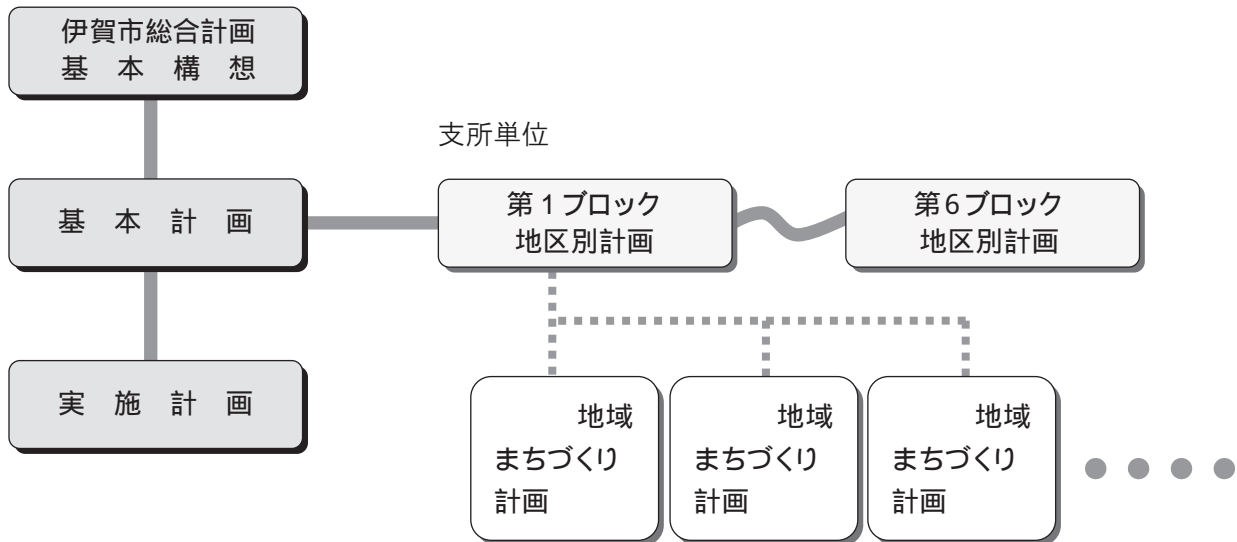 伊賀市総合計画
基本構想
支所単位
基本計画
第1ブロック
地区別計画
第6ブロック
地区別計画
実施計画
地域
まちづくり
計画
地域
まちづくり
計画
地域
まちづくり
計画